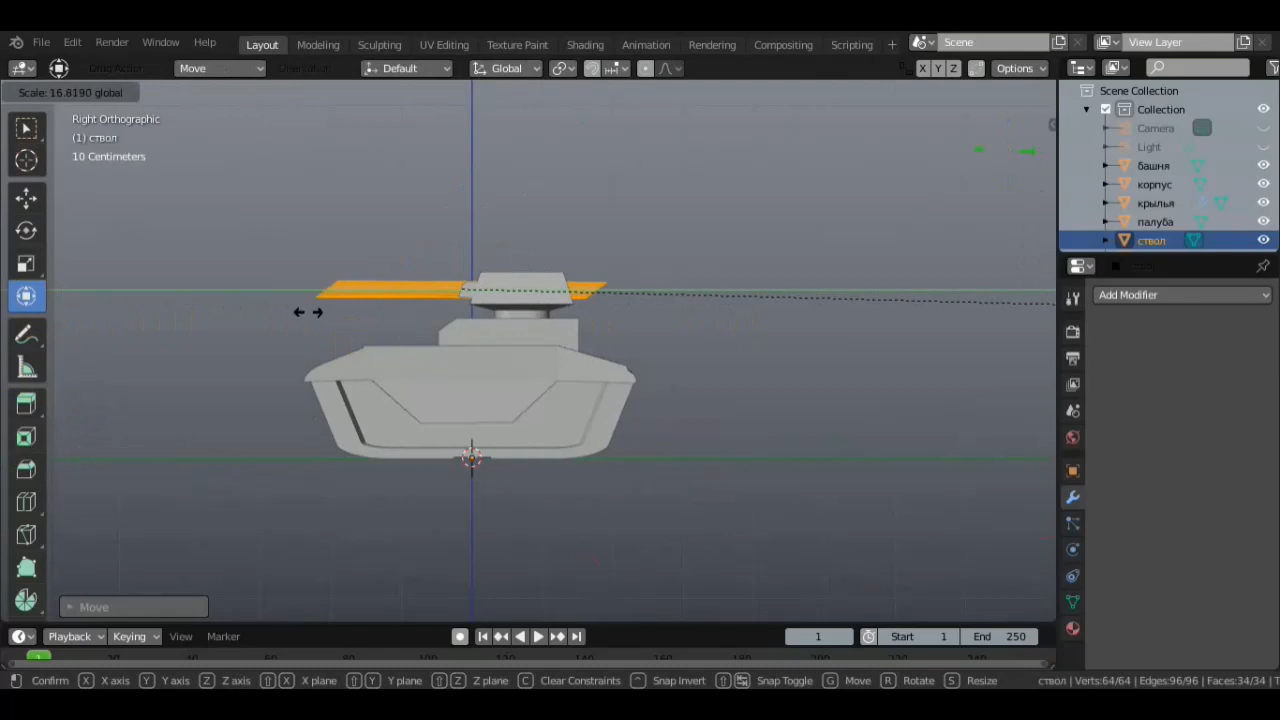 File Edit Render Window Help Layout Modeling Sculpting UV Editing Texture Paint Shading Animation Rendering Compositing Scripting + Scene View Layer
Move Default Global X Y Z Options
Scale: 16.8190 global
Right Orthographic
(1) ствол
10 Centimeters
Scene Collection
Collection
Camera
Light
башня
корпус
крылья
палуба
ствол
Add Modifier
Move
Playback Keying View Marker 1 Start 1 End 250
Confirm X X axis Y Y axis Z Z axis X X plane Y Y plane Z Z plane C Clear Constraints ^ Snap Invert Snap Toggle G Move R Rotate S Resize ствол | Verts:64/64 | Edges:96/96 | Faces:34/34 | T